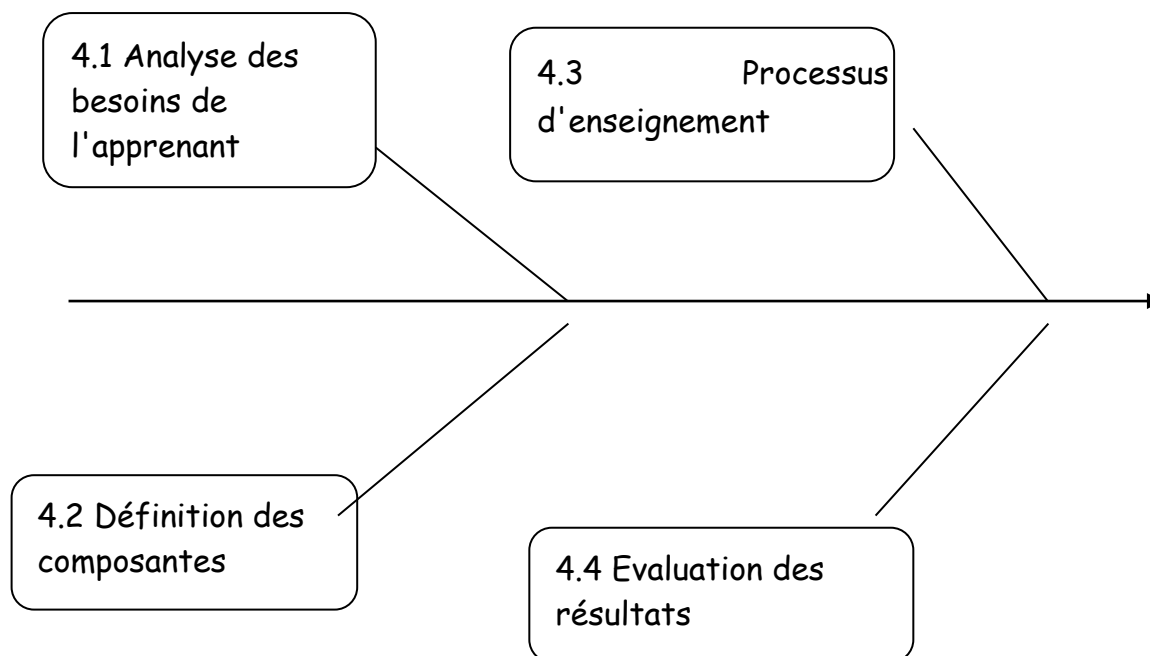 4.1 Analyse des
besoins de
l'apprenant
4.3 Processus
d'enseignement
4.2 Définition des
composantes
4.4 Evaluation des
résultats